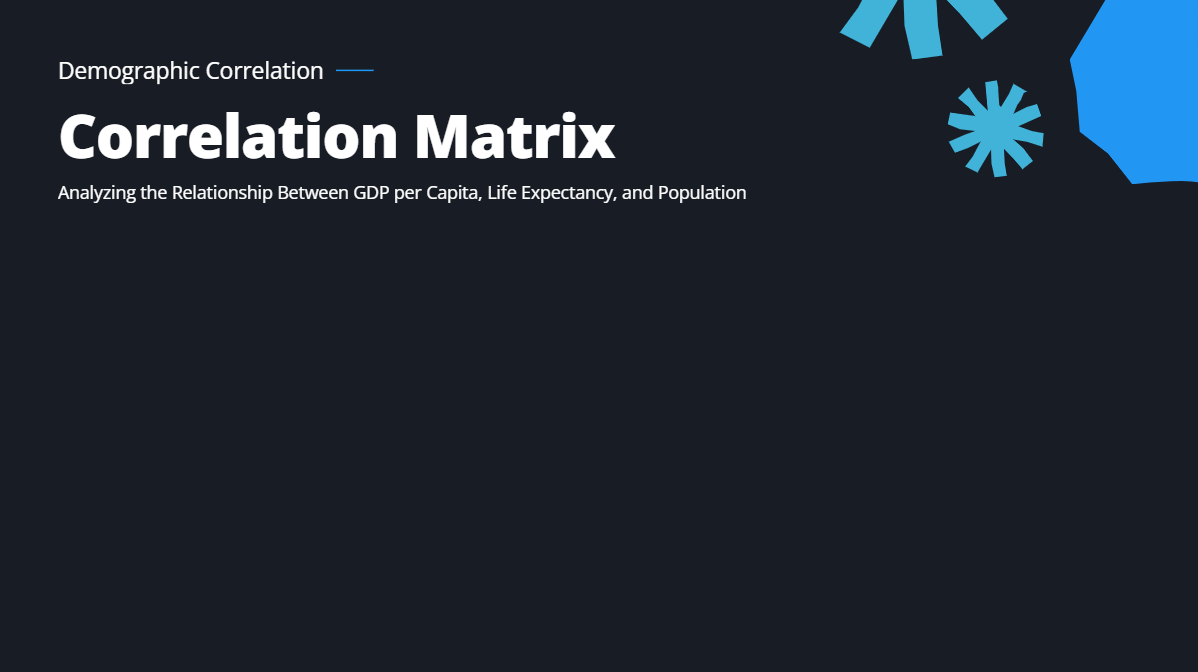 Demographic Correlation
Correlation Matrix
Analyzing the Relationship Between GDP per Capita, Life Expectancy, and Population